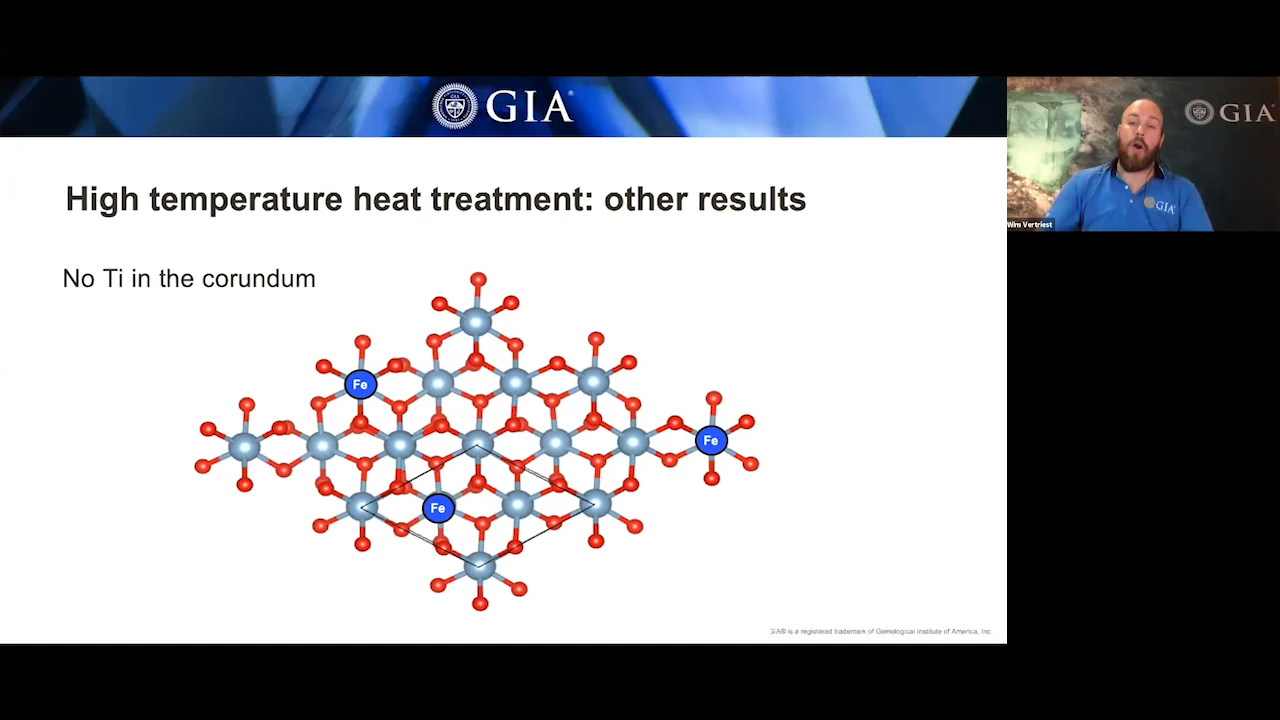 GIA®
High temperature heat treatment: other results
No Ti in the corundum
Fe
Fe
Fe
GIA® is a registered trademark of Gemological Institute of America, Inc
GIA
GIA
Wim Vertriest